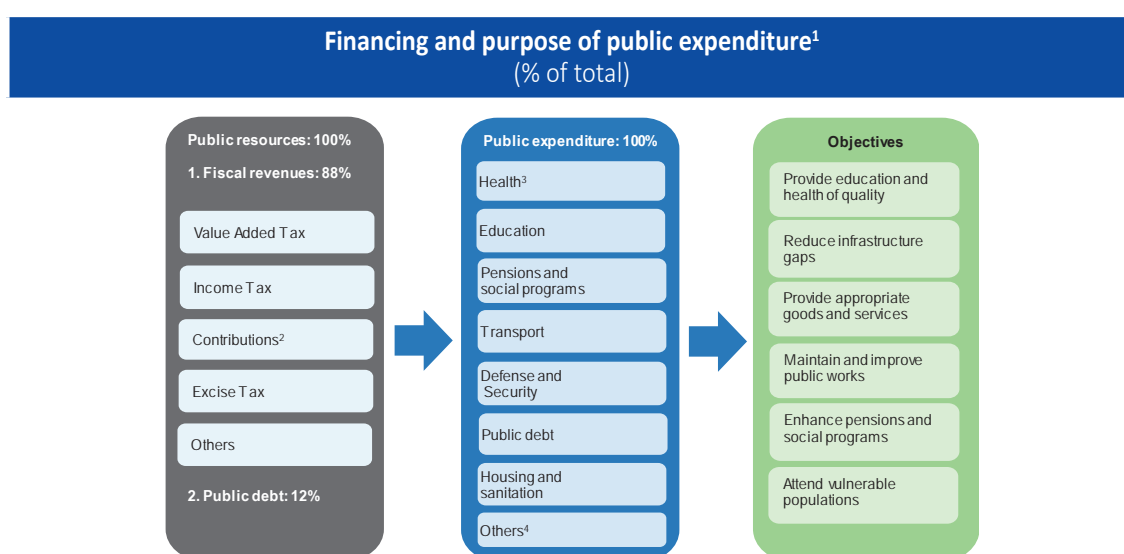 Financing and purpose of public expenditure¹
(% of total)
Public resources: 100%
1. Fiscal revenues: 88%
Value Added Tax
Income Tax
Contributions²
Excise Tax
Others
2. Public debt: 12%
Public expenditure: 100%
Health³
Education
Pensions and
social programs
Transport
Defense and
Security
Public debt
Housing and
sanitation
Others⁴
Objectives
Provide education and
health of quality
Reduce infrastructure
gaps
Provide appropriate
goods and services
Maintain and improve
public works
Enhance pensions and
social programs
Attend vulnerable
populations